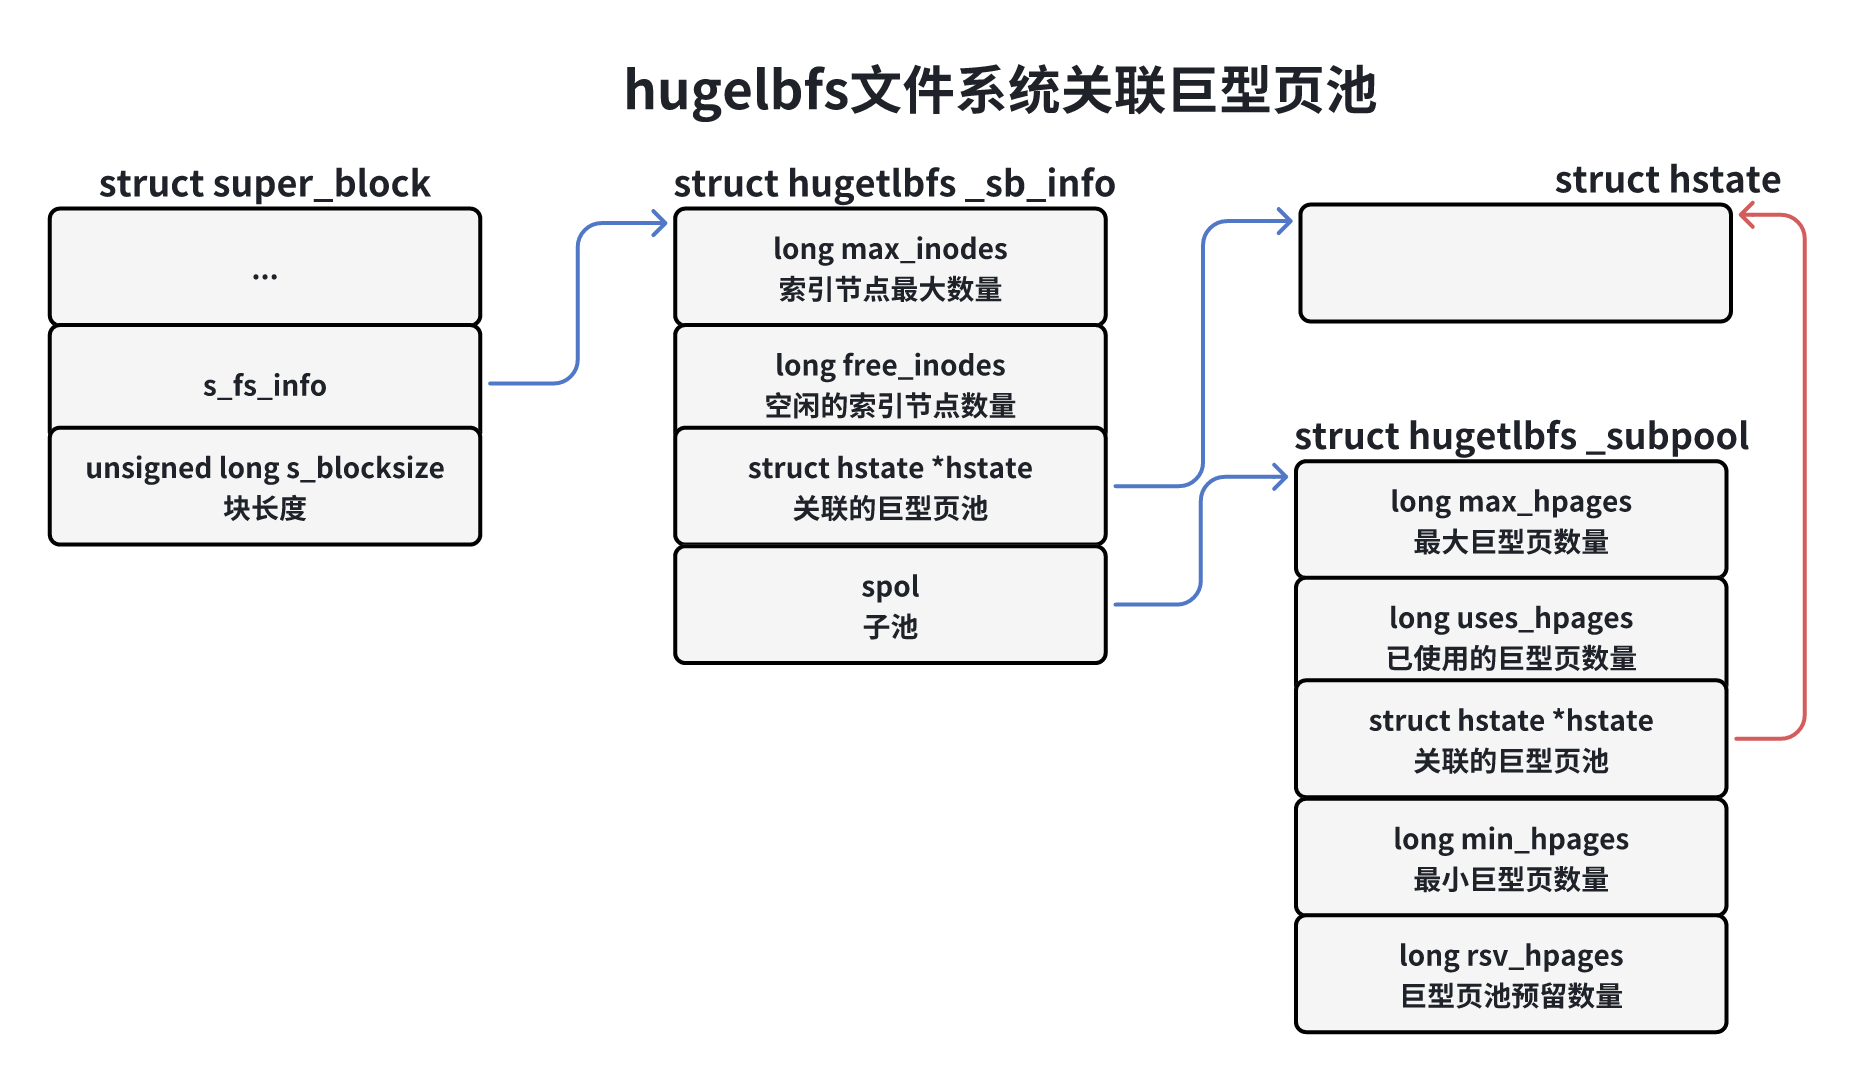 hugelbfs文件系统关联巨型页池
struct super_block
...
s_fs_info
unsigned long s_blocksize
块长度
struct hugetlbfs _sb_info
long max_inodes
索引节点最大数量
long free_inodes
空闲的索引节点数量
struct hstate *hstate
关联的巨型页池
spol
子池
struct hstate
struct hugetlbfs _subpool
long max_hpages
最大巨型页数量
long uses_hpages
已使用的巨型页数量
struct hstate *hstate
关联的巨型页池
long min_hpages
最小巨型页数量
long rsv_hpages
巨型页池预留数量